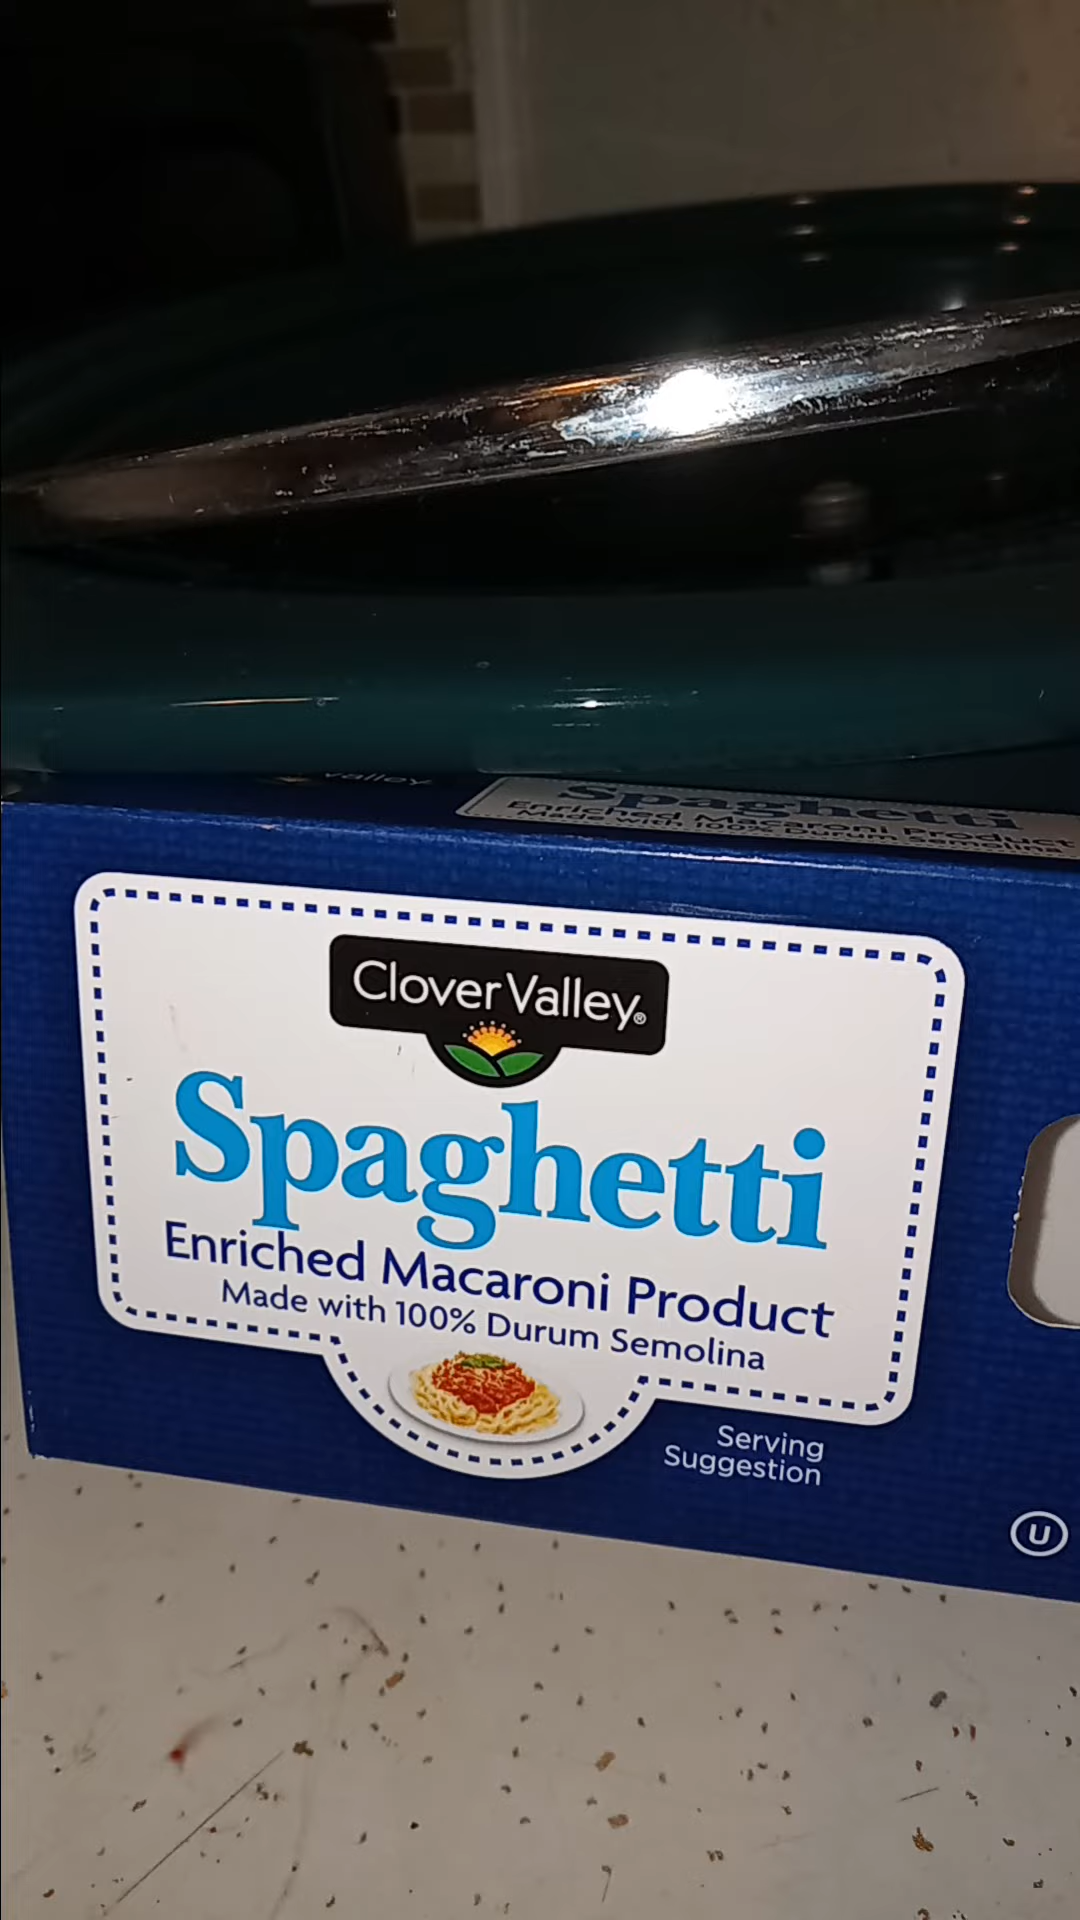 valley
Spaghetti
Enriched Macaroni Product
Made with 100% Durum Semolina
Clover Valley®
Spaghetti
Enriched Macaroni Product
Made with 100% Durum Semolina
Serving
Suggestion
U